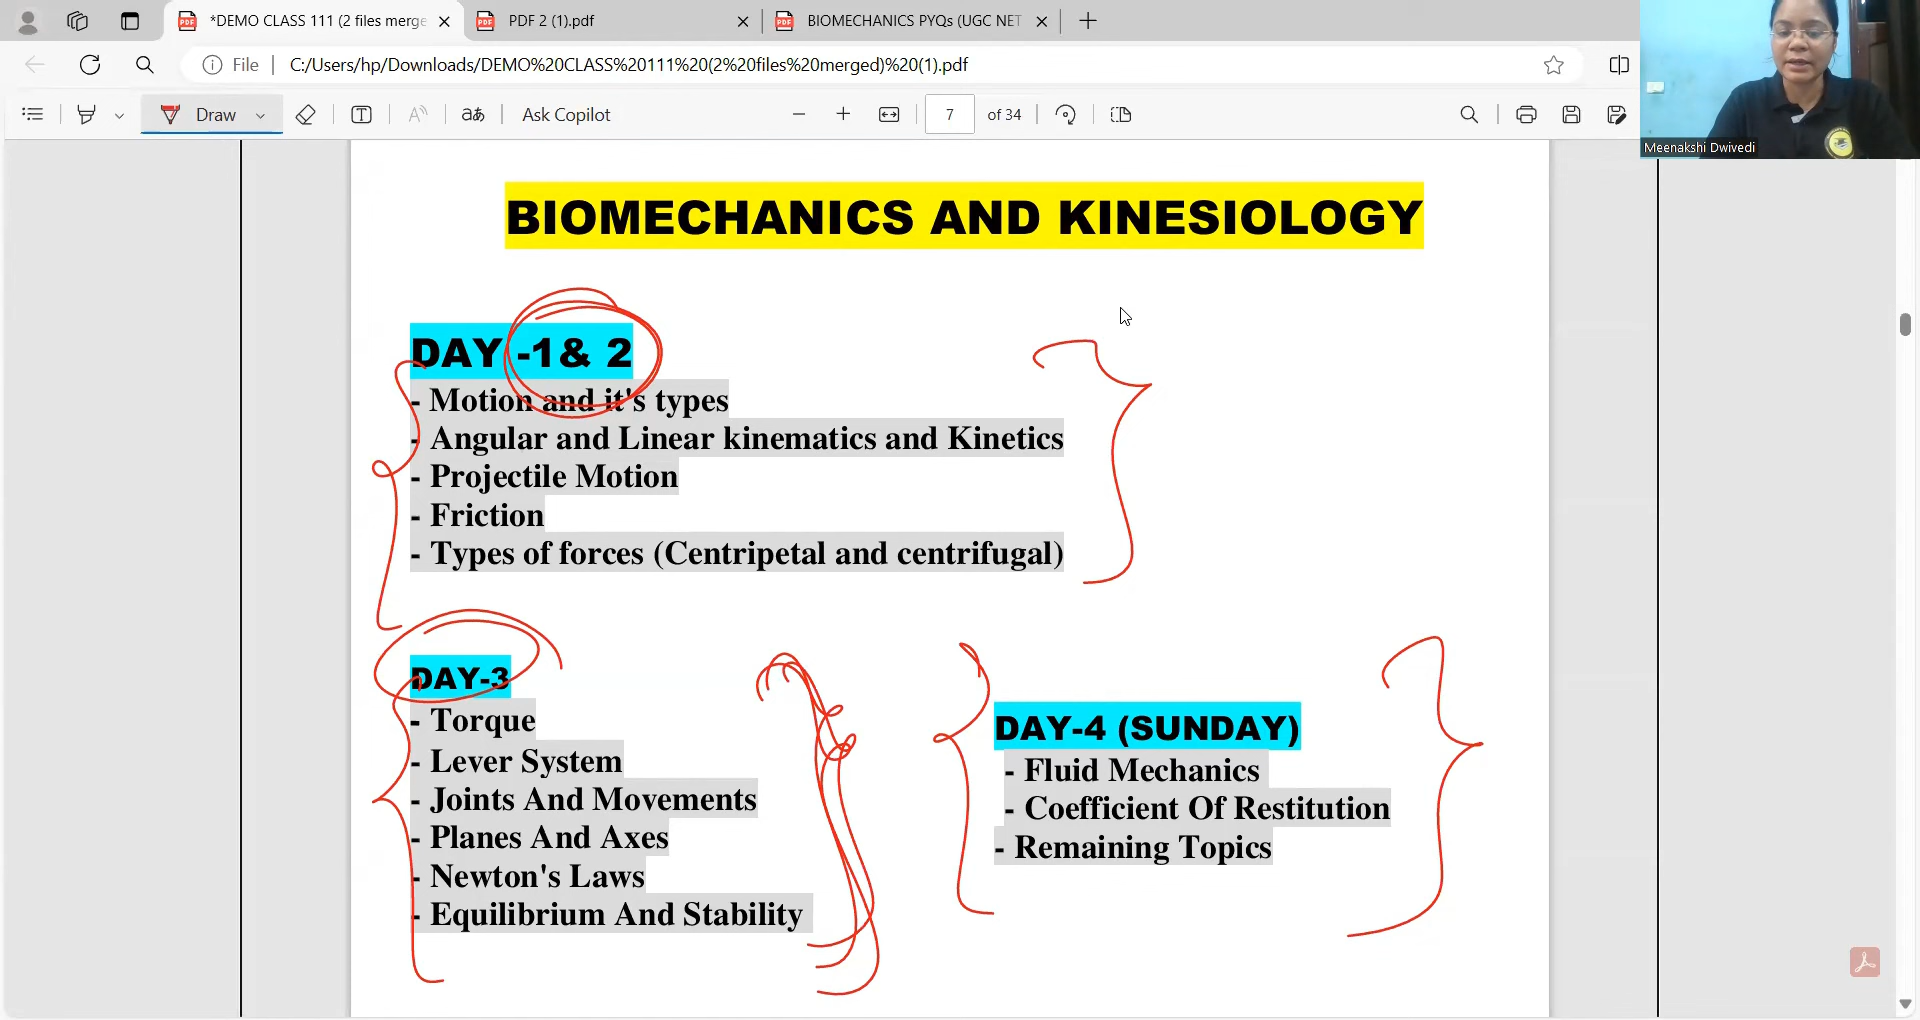 *DEMO CLASS 111 (2 files merge
PDF 2 (1).pdf
BIOMECHANICS PYQs (UGC NET
File
C:/Users/hp/Downloads/DEMO%20CLASS%20111%20(2%20files%20merged)%20(1).pdf
Draw
T
A
aあ
Ask Copilot
7
of 34
Meenakshi Dwivedi
BIOMECHANICS AND KINESIOLOGY
DAY -1& 2
- Motion and it's types
- Angular and Linear kinematics and Kinetics
- Projectile Motion
- Friction
- Types of forces (Centripetal and centrifugal)
DAY-3
- Torque
- Lever System
- Joints And Movements
- Planes And Axes
- Newton's Laws
- Equilibrium And Stability
DAY-4 (SUNDAY)
- Fluid Mechanics
- Coefficient Of Restitution
- Remaining Topics